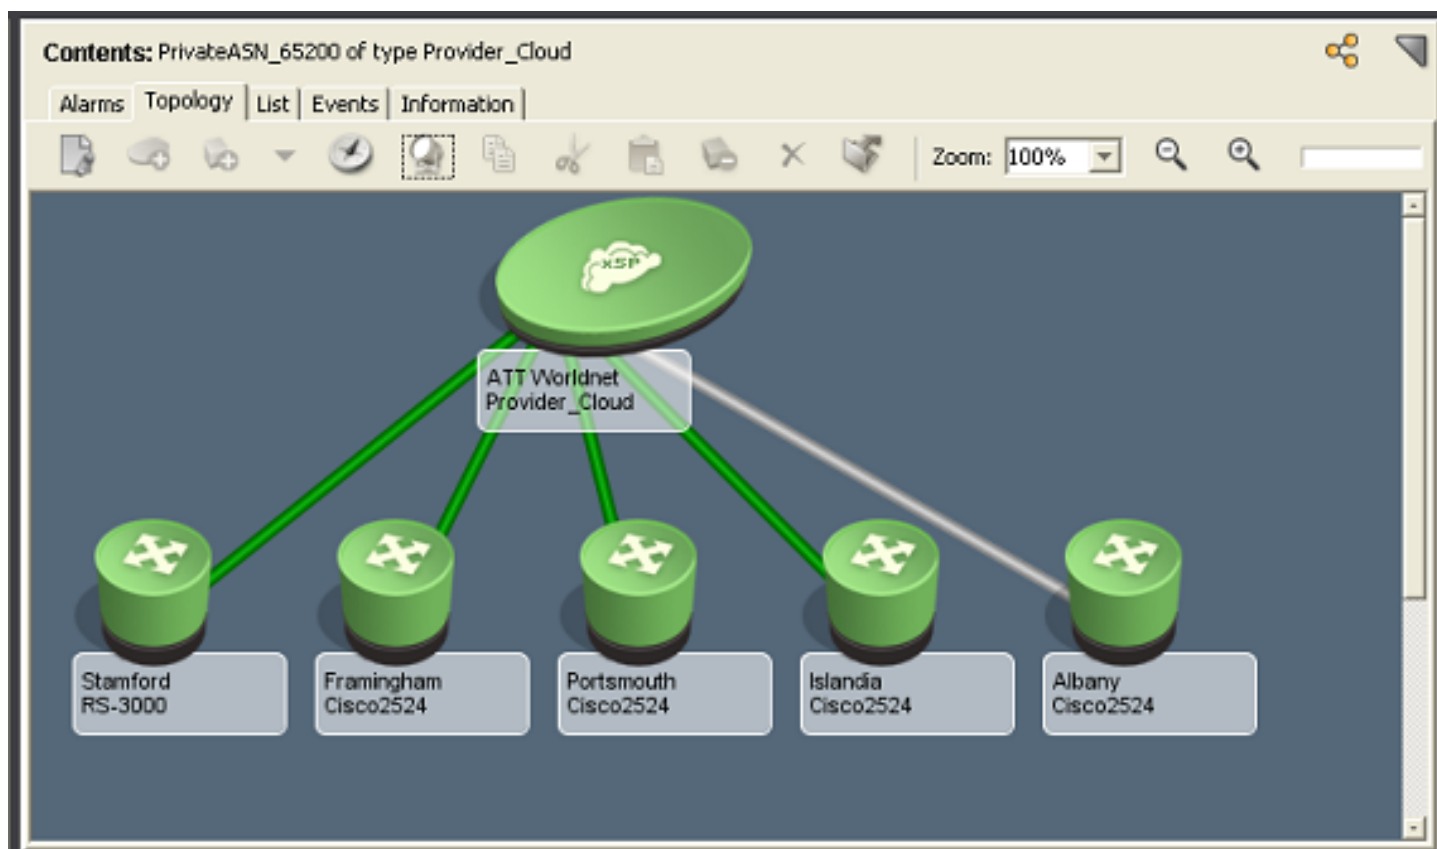 Contents: PrivateASN_65200 of type Provider_Cloud
Alarms Topology List Events Information
Zoom: 100%
xSP
ATT Worldnet
Provider_Cloud
Stamford
RS-3000
Framingham
Cisco2524
Portsmouth
Cisco2524
Islandia
Cisco2524
Albany
Cisco2524